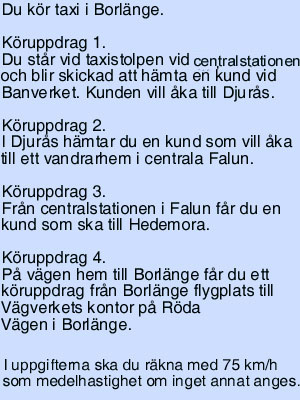 Du kör taxi i Borlänge.
Köruppdrag 1.
Du står vid taxistolpen vid centralstationen
och blir skickad att hämta en kund vid
Banverket. Kunden vill åka till Djurås.
Köruppdrag 2.
I Djurås hämtar du en kund som vill åka
till ett vandrarhem i centrala Falun.
Köruppdrag 3.
Från centralstationen i Falun får du en
kund som ska till Hedemora.
Köruppdrag 4.
På vägen hem till Borlänge får du ett
köruppdrag från Borlänge flygplats till
Vägverkets kontor på Röda
Vägen i Borlänge.
I uppgifterna ska du räkna med 75 km/h
som medelhastighet om inget annat anges.